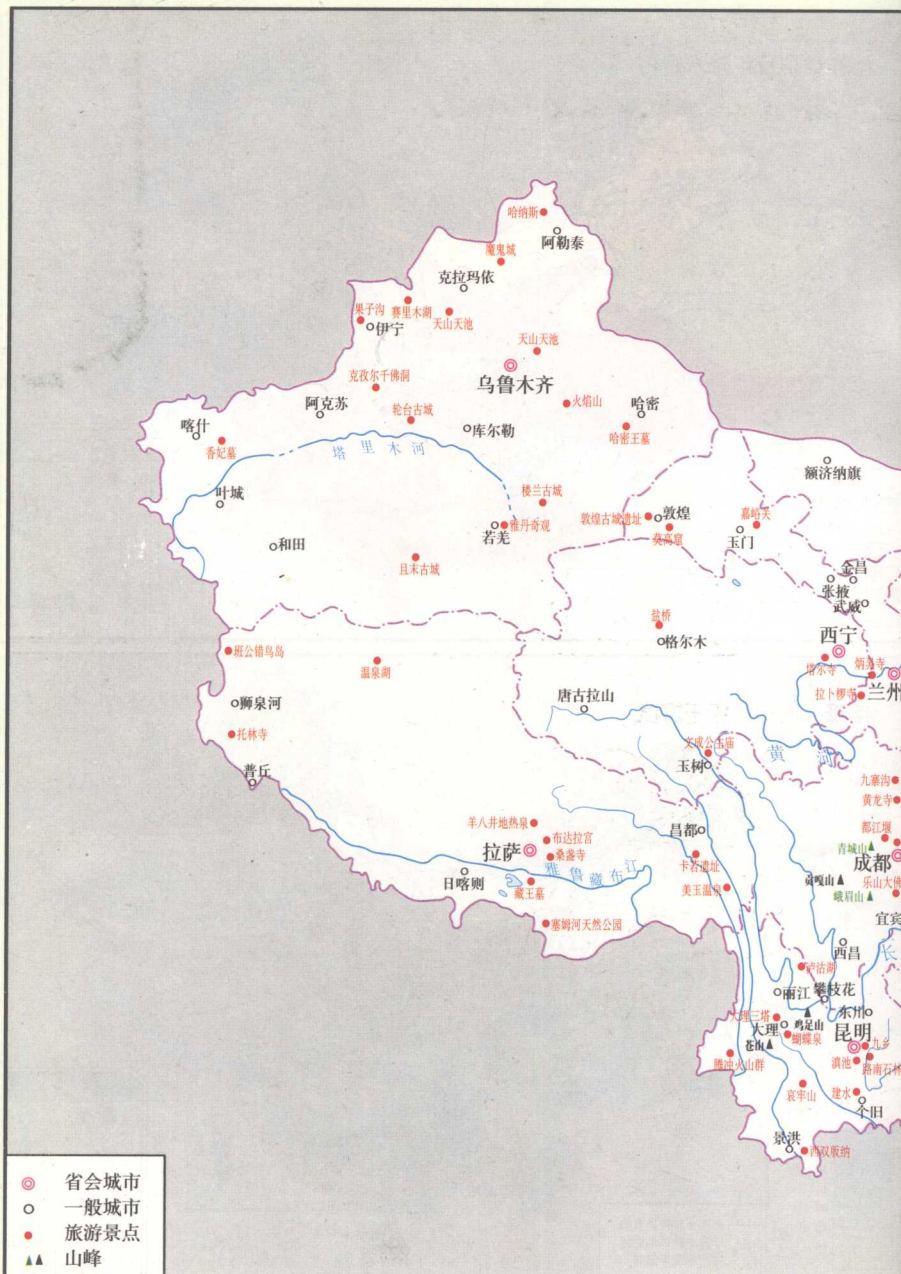 哈纳斯
阿勒泰
魔鬼城
克拉玛依
果子沟
赛里木湖
伊宁
天山天池
天山天池
乌鲁木齐
克孜尔千佛洞
阿克苏
轮台古城
火焰山
哈密
喀什
库尔勒
哈密王墓
香妃墓
塔里木河
额济纳旗
叶城
楼兰古城
敦煌古城遗址
敦煌
嘉峪关
若羌
雅丹奇观
莫高窟
玉门
和田
且末古城
金昌
张掖
武威
盐桥
格尔木
西宁
班公错鸟岛
温泉湖
塔尔寺
炳灵寺
兰州
拉卜楞寺
狮泉河
唐古拉山
托林寺
文成公主庙
黄河
玉树
普丘
九寨沟
黄龙寺
羊八井地热泉
昌都
都江堰
布达拉宫
青城山
拉萨
桑耶寺
卡若遗址
成都
雅鲁藏布江
日喀则
藏王墓
美玉温泉
贡嘎山
乐山大佛
峨眉山
塞姆河天然公园
宜宾
西昌
长
泸沽湖
丽江
攀枝花
大理三塔
大理
鸡足山
东川
昆明
苍山
蝴蝶泉
九乡
腾冲火山群
滇池
路南石林
哀牢山
建水
个旧
景洪
西双版纳
省会城市
一般城市
旅游景点
山峰